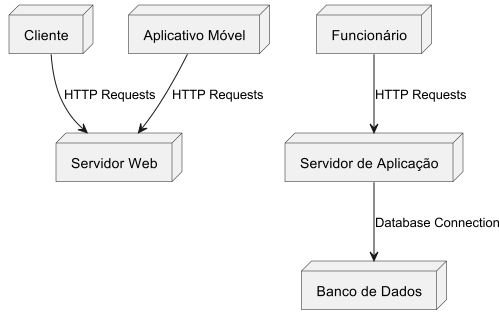 Cliente
Aplicativo Móvel
Funcionário
HTTP Requests
HTTP Requests
HTTP Requests
Servidor Web
Servidor de Aplicação
Database Connection
Banco de Dados